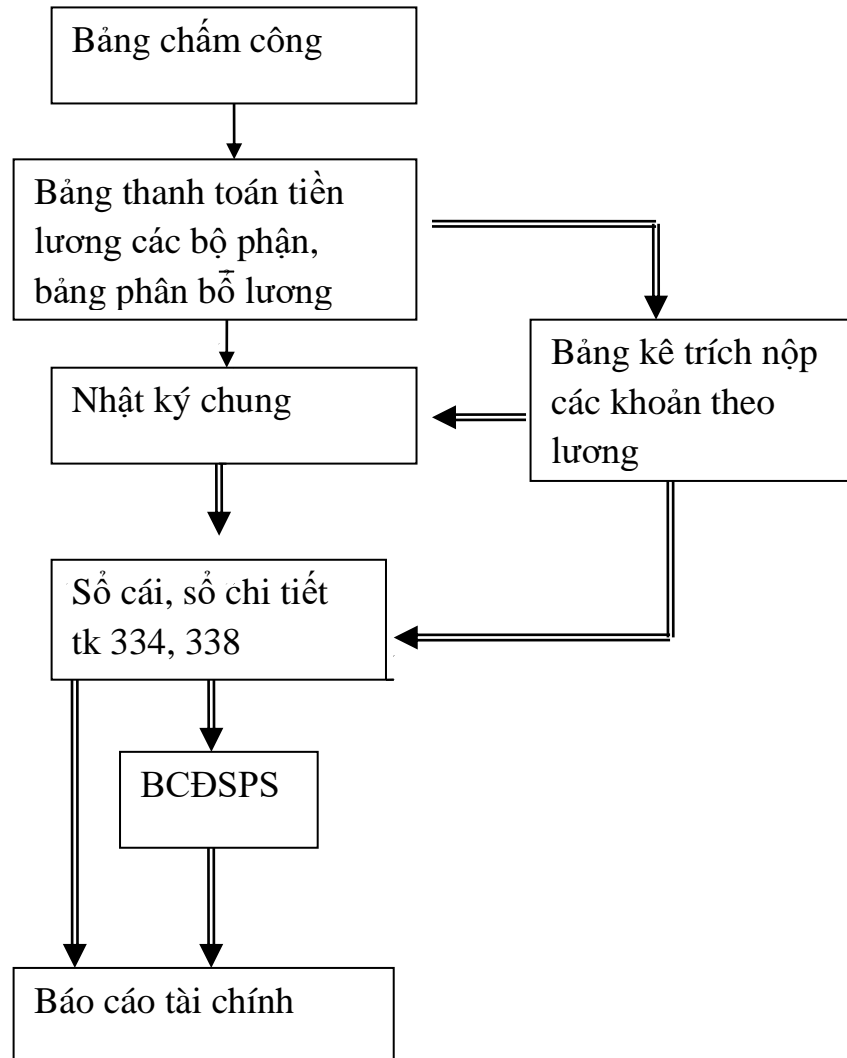 Bảng chấm công
Bảng thanh toán tiền
lương các bộ phận,
bảng phân bổ lương
Bảng kê trích nộp
các khoản theo
lương
Nhật ký chung
Sổ cái, sổ chi tiết
tk 334, 338
BCĐSPS
Báo cáo tài chính